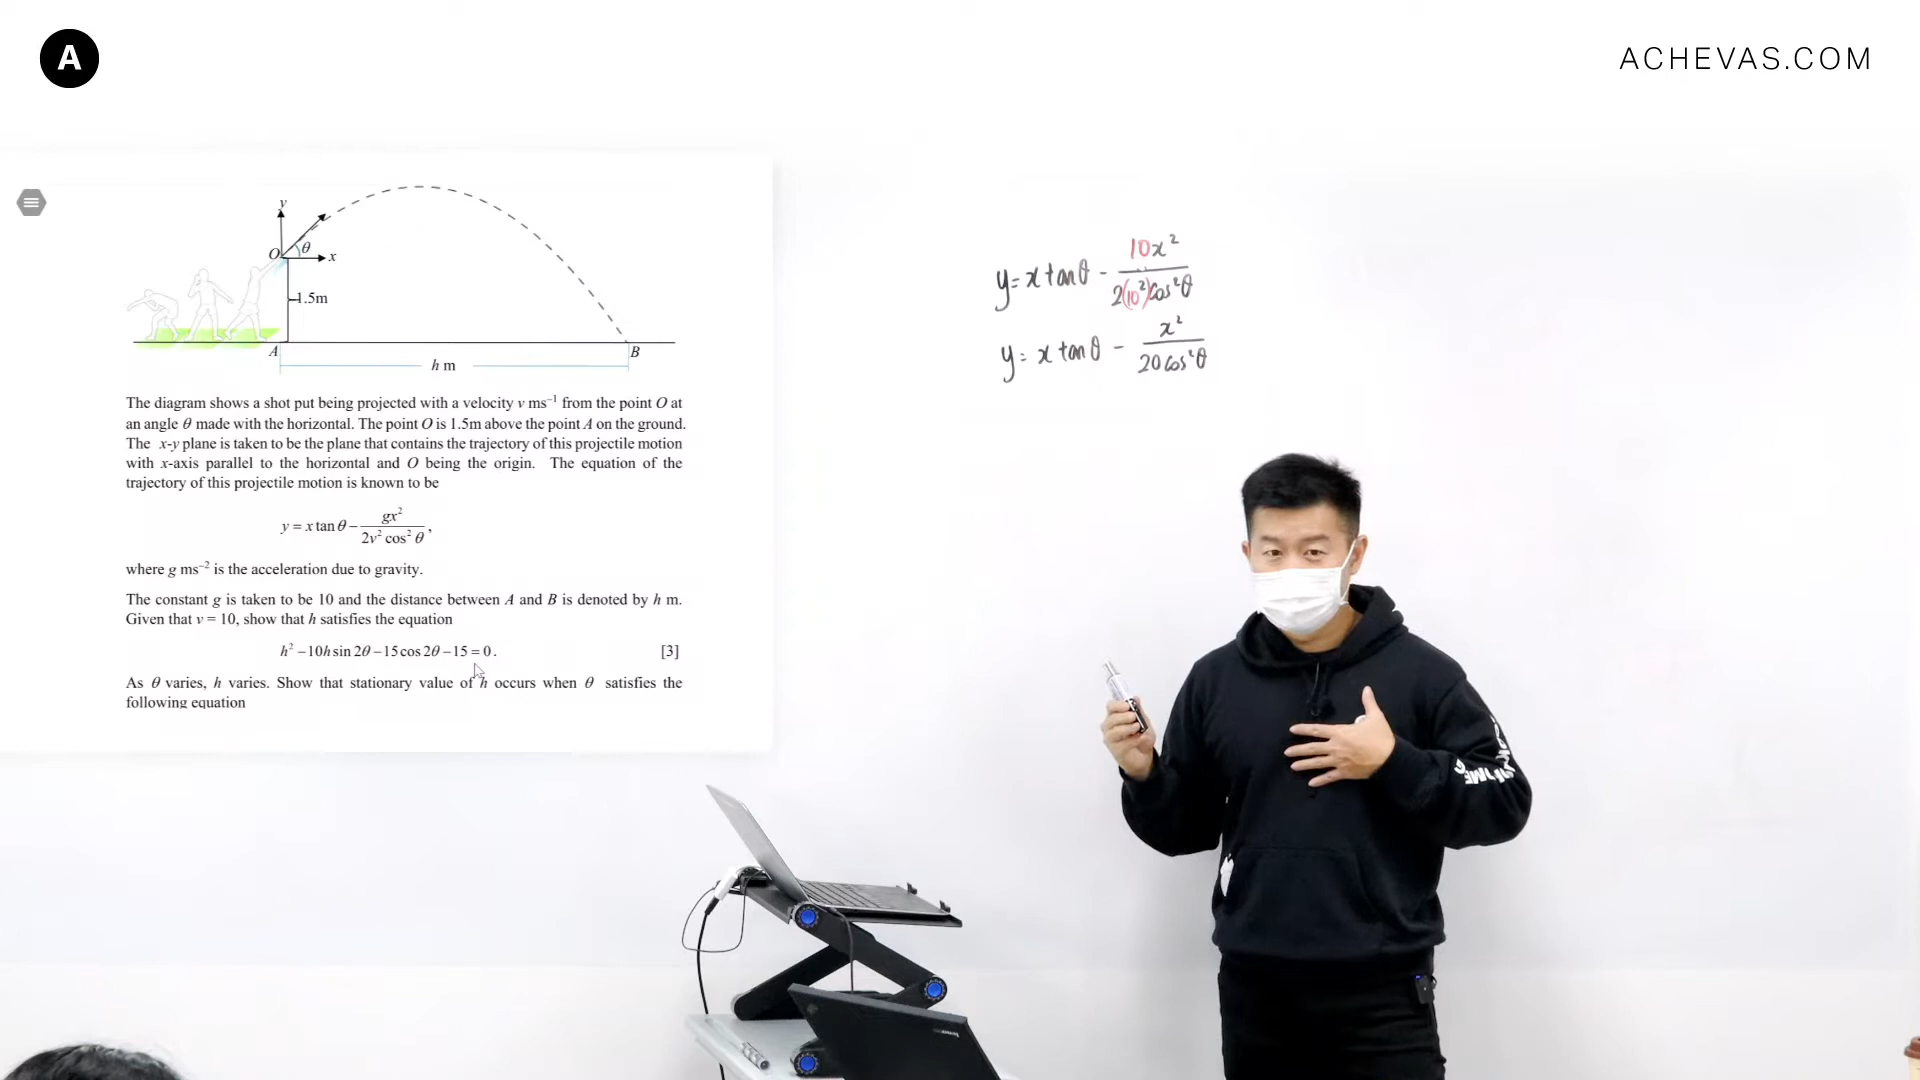 A
ACHEVAS.COM
y
O
θ
x
1.5m
A
B
h m
The diagram shows a shot put being projected with a velocity v ms⁻¹ from the point O at
an angle θ made with the horizontal. The point O is 1.5m above the point A on the ground.
The x-y plane is taken to be the plane that contains the trajectory of this projectile motion
with x-axis parallel to the horizontal and O being the origin. The equation of the
trajectory of this projectile motion is known to be
y = x tan θ − gx² / 2v² cos² θ ,
where g ms⁻² is the acceleration due to gravity.
The constant g is taken to be 10 and the distance between A and B is denoted by h m.
Given that v = 10, show that h satisfies the equation
h² − 10h sin 2θ − 15 cos 2θ − 15 = 0. [3]
As θ varies, h varies. Show that stationary value of h occurs when θ satisfies the
following equation
y = x tan θ - 10x² / 2(10²)cos²θ
y = x tan θ - x² / 20cos²θ